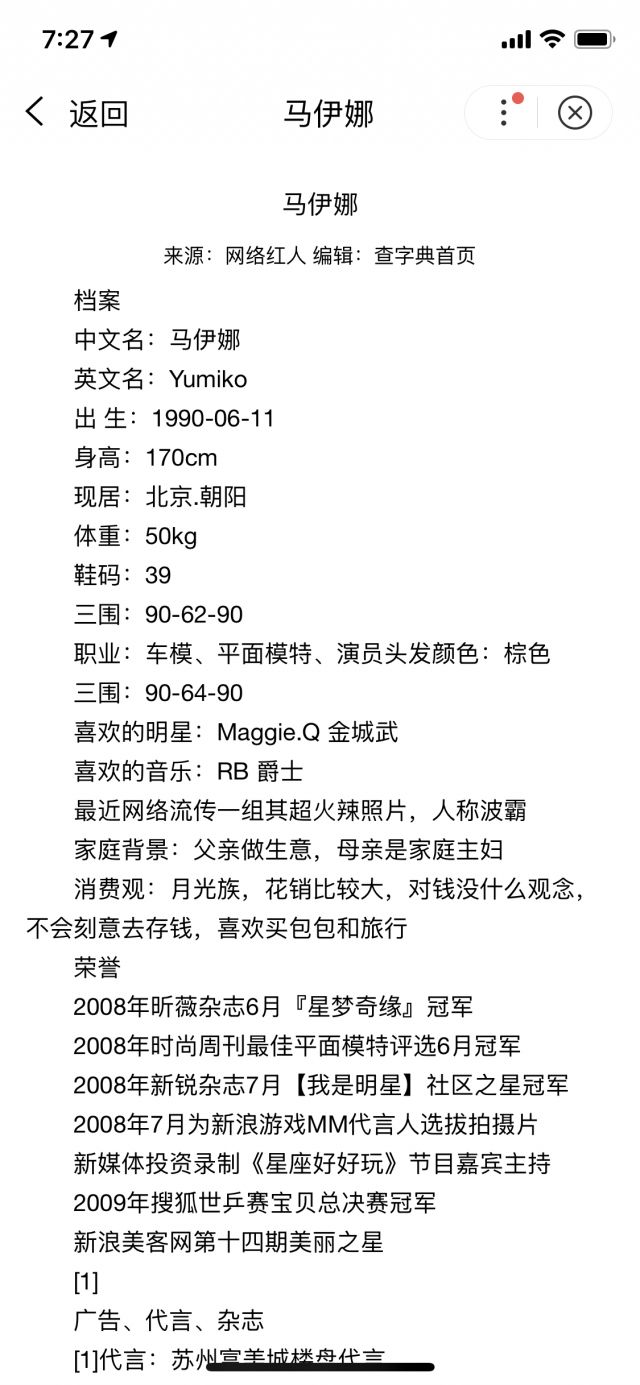 7:27
返回
马伊娜
马伊娜
来源：网络红人 编辑：查字典首页
档案
中文名：马伊娜
英文名：Yumiko
出 生：1990-06-11
身高：170cm
现居：北京.朝阳
体重：50kg
鞋码：39
三围：90-62-90
职业：车模、平面模特、演员头发颜色：棕色
三围：90-64-90
喜欢的明星：Maggie.Q 金城武
喜欢的音乐：RB 爵士
最近网络流传一组其超火辣照片，人称波霸
家庭背景：父亲做生意，母亲是家庭主妇
消费观：月光族，花销比较大，对钱没什么观念，
不会刻意去存钱，喜欢买包包和旅行
荣誉
2008年昕薇杂志6月『星梦奇缘』冠军
2008年时尚周刊最佳平面模特评选6月冠军
2008年新锐杂志7月【我是明星】社区之星冠军
2008年7月为新浪游戏MM代言人选拔拍摄片
新媒体投资录制《星座好好玩》节目嘉宾主持
2009年搜狐世乒赛宝贝总决赛冠军
新浪美客网第十四期美丽之星
[1]
广告、代言、杂志
[1]代言：苏州富美城楼盘代言